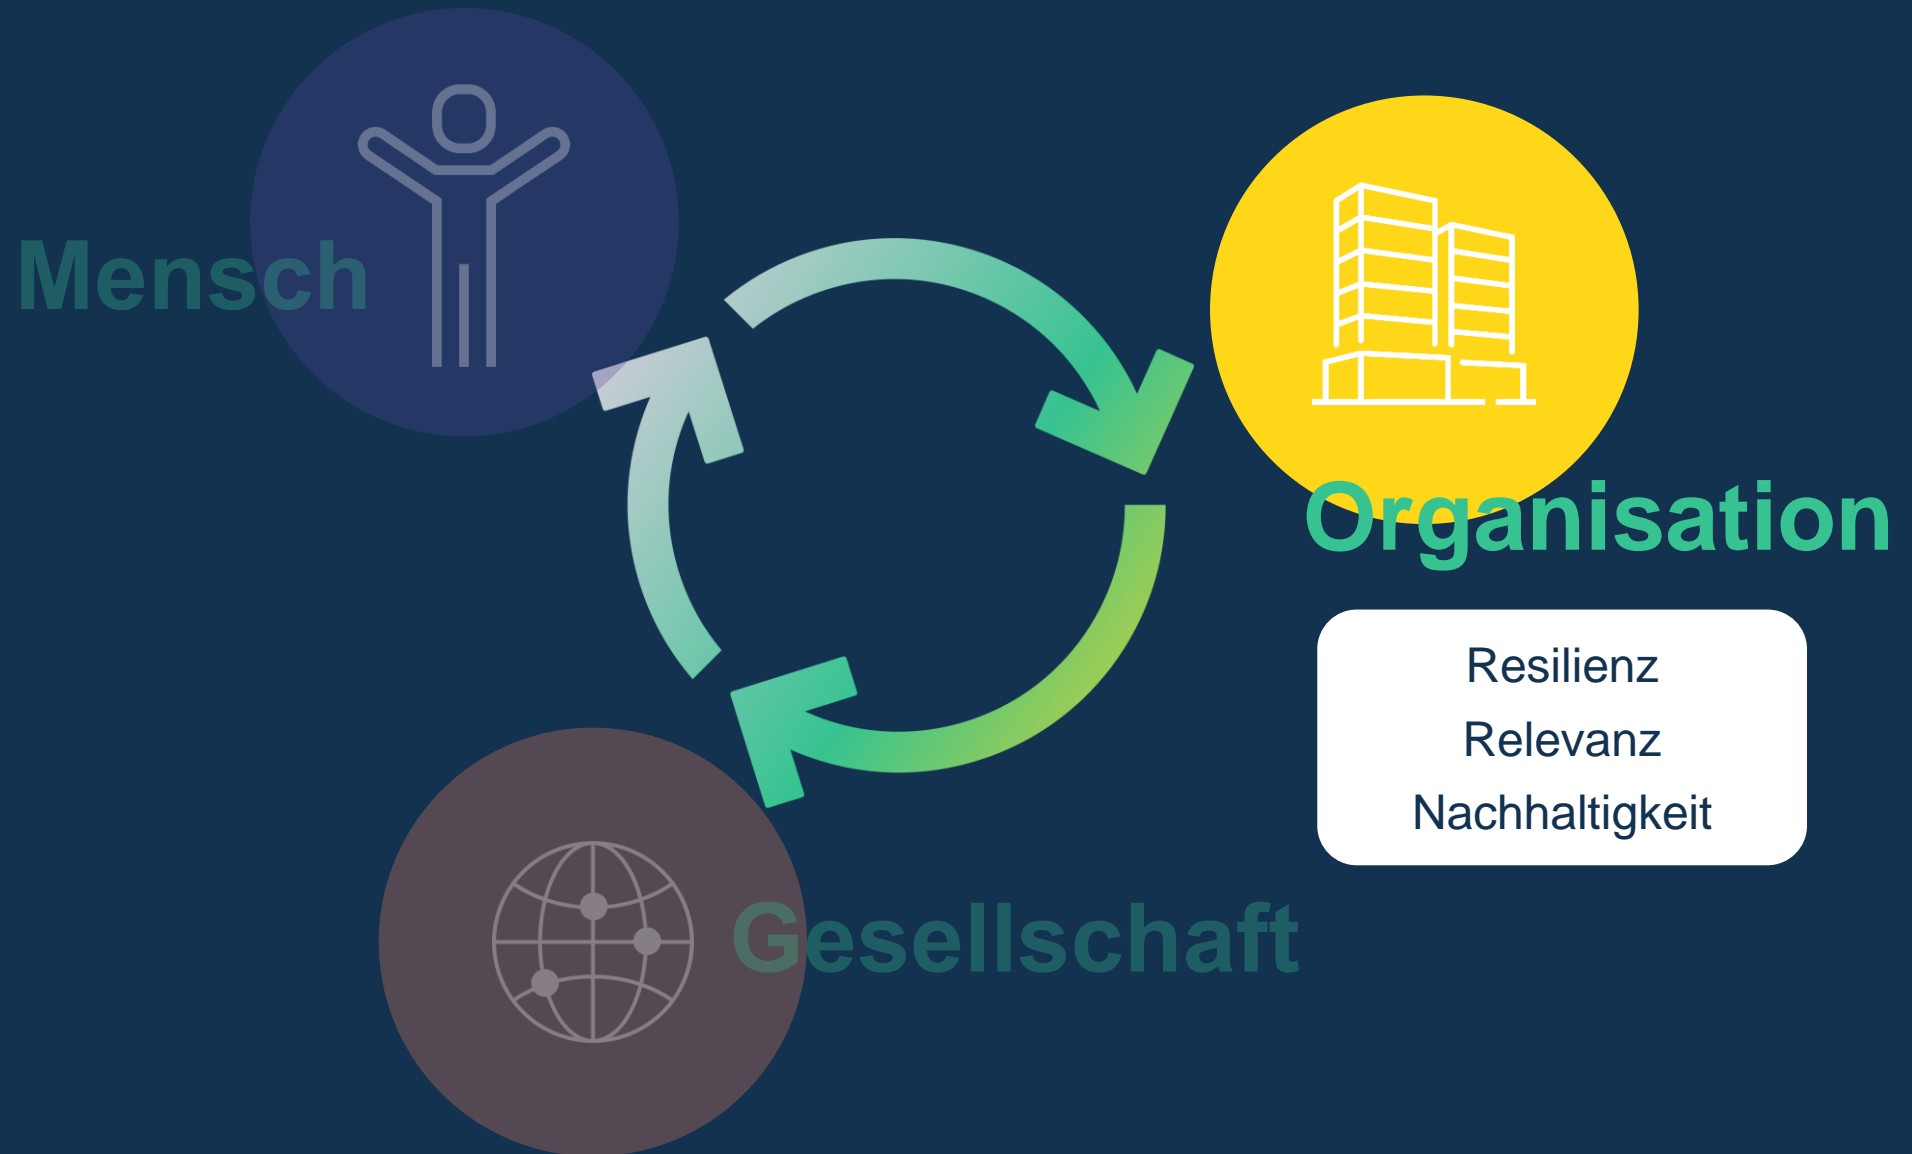 Mensch
Organisation
Resilienz
Relevanz
Nachhaltigkeit
Gesellschaft